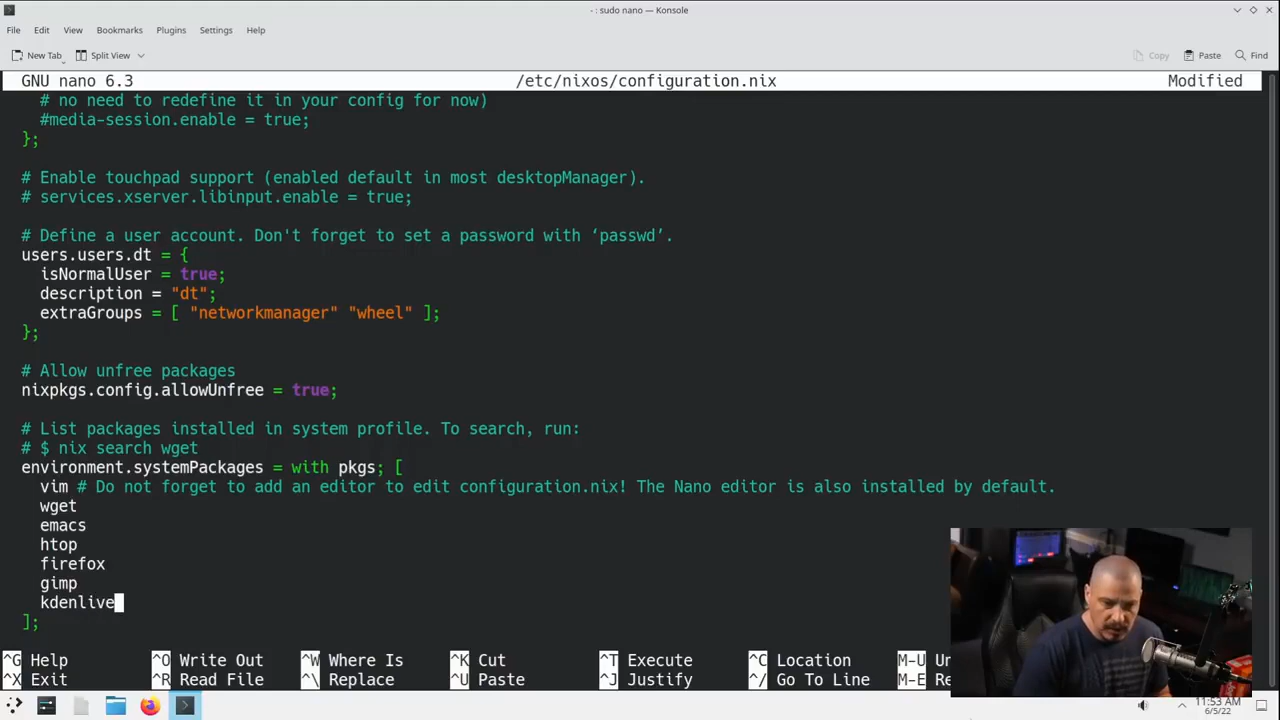 - : sudo nano — Konsole
File Edit View Bookmarks Plugins Settings Help
New Tab Split View Copy Paste Find
GNU nano 6.3 /etc/nixos/configuration.nix Modified
# no need to redefine it in your config for now)
#media-session.enable = true;
};
# Enable touchpad support (enabled default in most desktopManager).
# services.xserver.libinput.enable = true;
# Define a user account. Don't forget to set a password with ‘passwd’.
users.users.dt = {
isNormalUser = true;
description = "dt";
extraGroups = [ "networkmanager" "wheel" ];
};
# Allow unfree packages
nixpkgs.config.allowUnfree = true;
# List packages installed in system profile. To search, run:
# $ nix search wget
environment.systemPackages = with pkgs; [
vim # Do not forget to add an editor to edit configuration.nix! The Nano editor is also installed by default.
wget
emacs
htop
firefox
gimp
kdenlive
];
^G Help ^O Write Out ^W Where Is ^K Cut ^T Execute ^C Location M-U Un
^X Exit ^R Read File ^\ Replace ^U Paste ^J Justify ^/ Go To Line M-E Re
11:53 AM
6/5/22